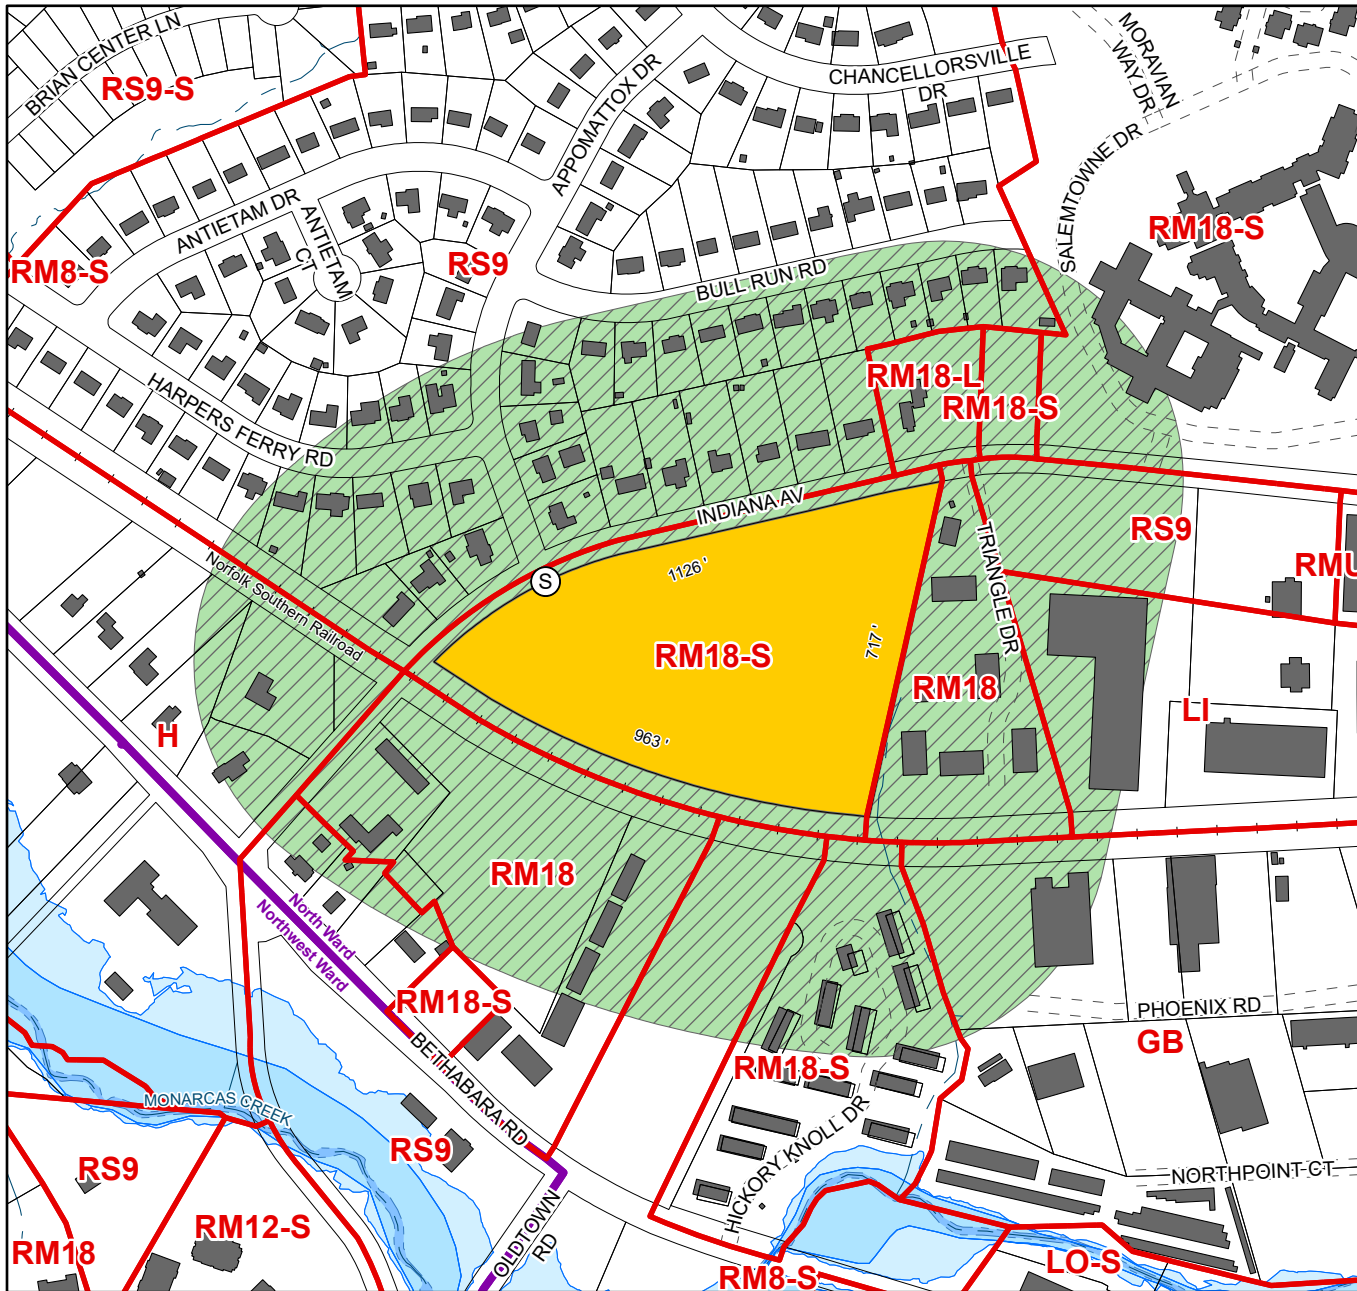 BRIAN CENTER LN
RS9-S
APPOMATTOX DR
CHANCELLORSVILLE
DR
MORAVIAN
WAY DR
SALEMTOWNE DR
RM18-S
ANTIETAM DR
ANTIETAM
CT
RS9
RM8-S
BULL RUN RD
HARPERS FERRY RD
RM18-L
RM18-S
INDIANA AV
TRIANGLE DR
RS9
RMU
Norfolk Southern Railroad
S
1126 '
RM18-S
717 '
RM18
963 '
LI
H
RM18
North Ward
Northwest Ward
RM18-S
BETHABARA RD
PHOENIX RD
GB
RM18-S
HICKORY KNOLL DR
MONARCAS CREEK
RS9
RS9
NORTHPOINT CT
RM12-S
RM18
OLDTOWN
RD
RM8-S
LO-S